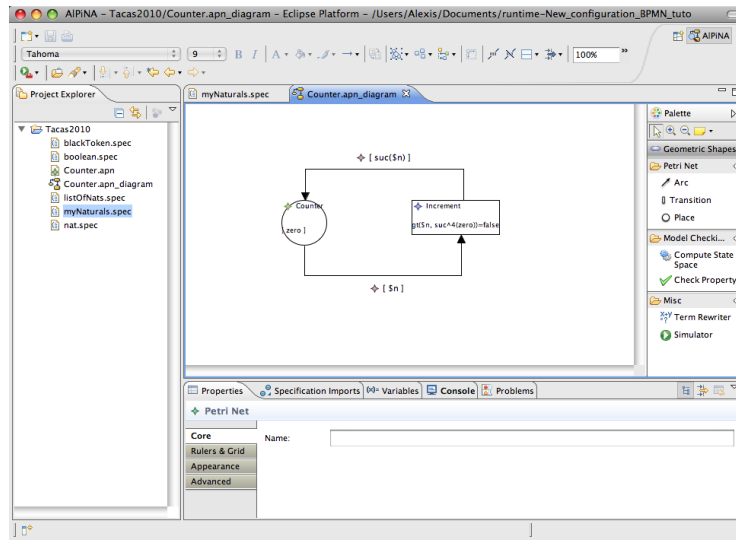 AlPiNA - Tacas2010/Counter.apn_diagram - Eclipse Platform - /Users/Alexis/Documents/runtime-New_configuration_BPMN_tuto
AlPiNA
Tahoma 9 B I A 100% »
Project Explorer
Tacas2010
blackToken.spec
boolean.spec
Counter.apn
Counter.apn_diagram
listOfNats.spec
myNaturals.spec
nat.spec
myNaturals.spec
Counter.apn_diagram
[ suc($n) ]
Counter
[ zero ]
Increment
gt($n, suc^4(zero))=false
[ $n ]
Palette
Geometric Shapes
Petri Net
Arc
Transition
Place
Model Checki...
Compute State
Space
Check Property
Misc
Term Rewriter
Simulator
Properties
Specification Imports
Variables
Console
Problems
Petri Net
Core
Rulers & Grid
Appearance
Advanced
Name: